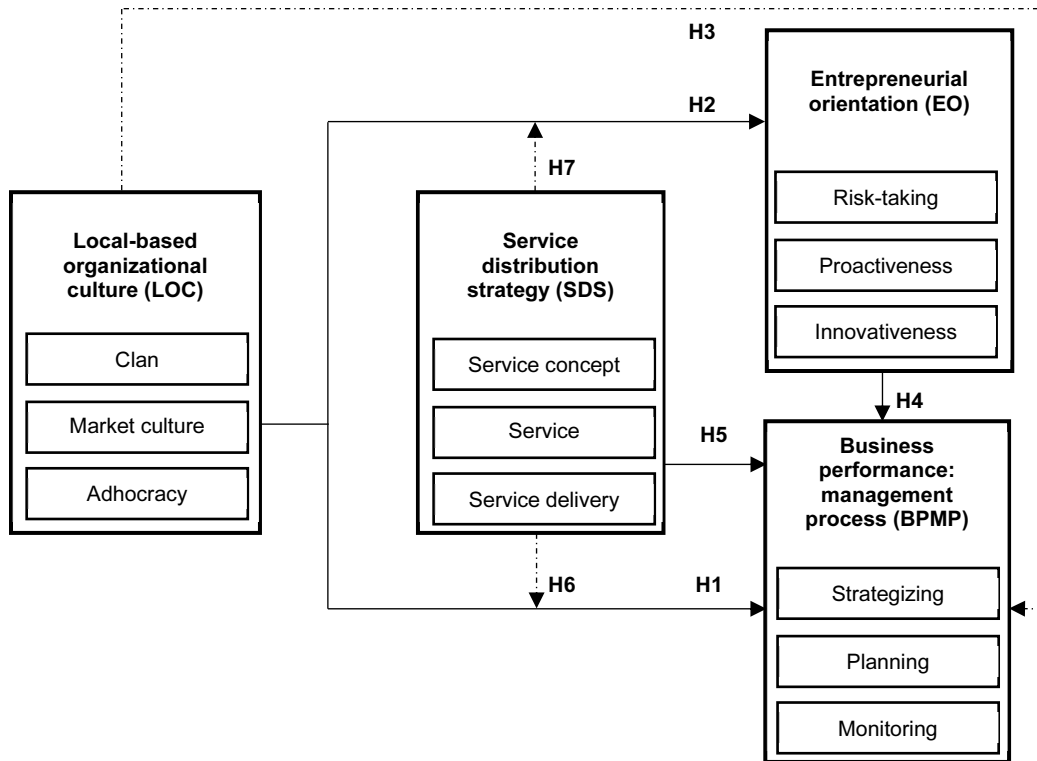 H3
H2
H7
Local-based
organizational
culture (LOC)
Clan
Market culture
Adhocracy
Service
distribution
strategy (SDS)
Service concept
Service
Service delivery
Entrepreneurial
orientation (EO)
Risk-taking
Proactiveness
Innovativeness
H4
H5
H6
H1
Business
performance:
management
process (BPMP)
Strategizing
Planning
Monitoring